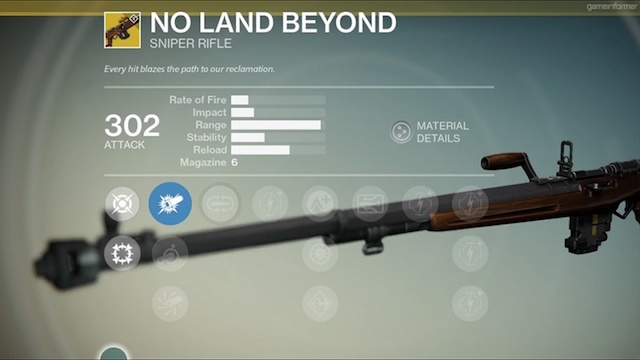 gameinformer
NO LAND BEYOND
SNIPER RIFLE
Every hit blazes the path to our reclamation.
302
ATTACK
Rate of Fire
Impact
Range
Stability
Reload
Magazine 6
MATERIAL
DETAILS